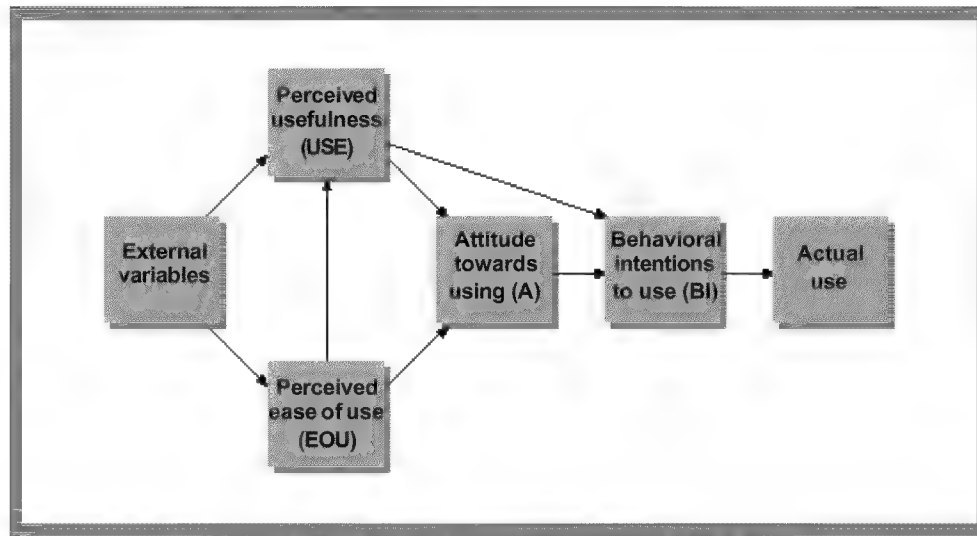 Perceived
usefulness
(USE)
External
variables
Attitude
towards
using (A)
Behavioral
intentions
to use (BI)
Actual
use
Perceived
ease of use
(EOU)